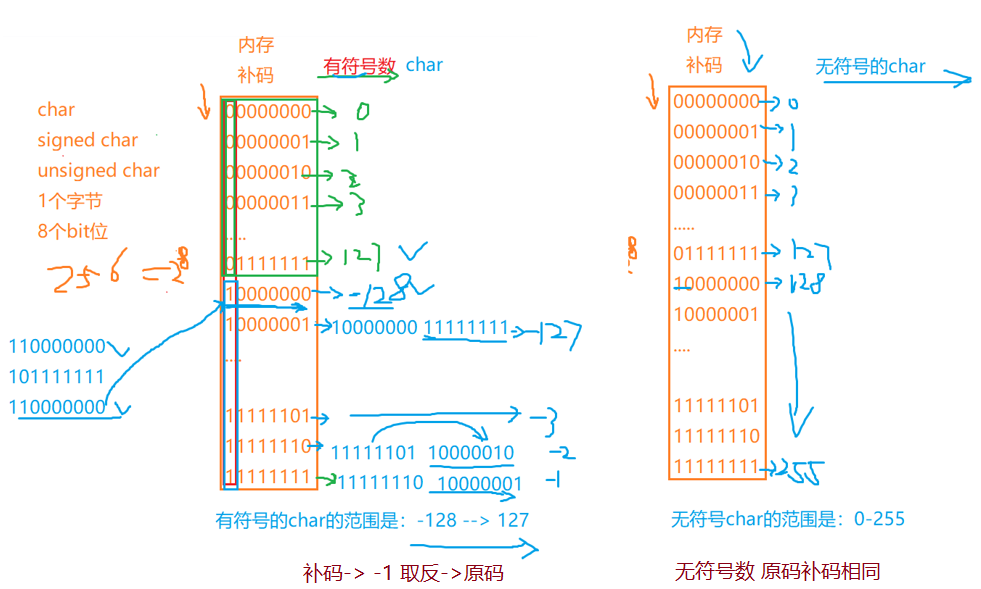 内存
补码
有符号数 char
char
signed char
unsigned char
1个字节
8个bit位
256 = 2^8
110000000
101111111
110000000
00000000 0
00000001 1
00000010 2
00000011 3
.....
01111111 127
10000000 -128
10000001 10000000 11111111 -127
....
11111101 -3
11111110 11111101 10000010 -2
11111111 11111110 10000001 -1
有符号的char的范围是：-128 --> 127
补码-> -1 取反->原码
内存
补码
无符号的char
00000000 0
00000001 1
00000010 2
00000011 3
.....
01111111 127
10000000 128
10000001
....
11111101
11111110
11111111 255
无符号char的范围是：0-255
无符号数 原码补码相同